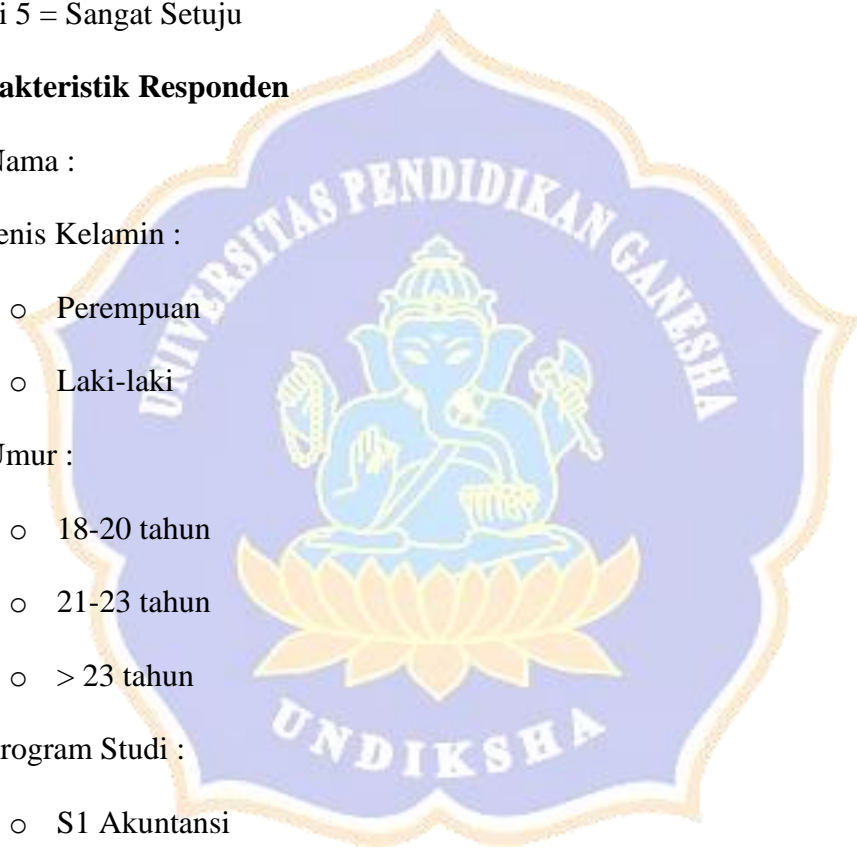 i 5 = Sangat Setuju
akteristik Responden
Nama :
enis Kelamin :
o Perempuan
o Laki-laki
Umur :
o 18-20 tahun
o 21-23 tahun
o > 23 tahun
rogram Studi :
o S1 Akuntansi
UNIVERSITAS PENDIDIKAN GANESHA
UNDIKSHA